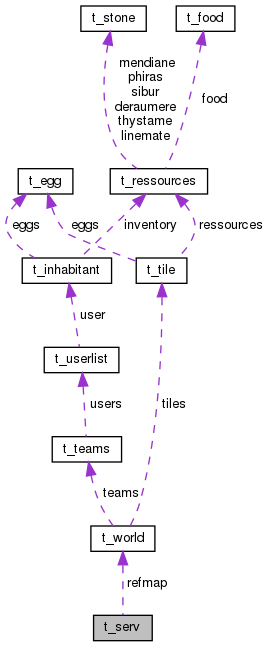 t_stone
t_food
mendiane
phiras
sibur
deraumere
thystame
linemate
food
t_egg
t_ressources
eggs
eggs
inventory
ressources
t_inhabitant
t_tile
user
t_userlist
users
tiles
t_teams
teams
t_world
refmap
t_serv